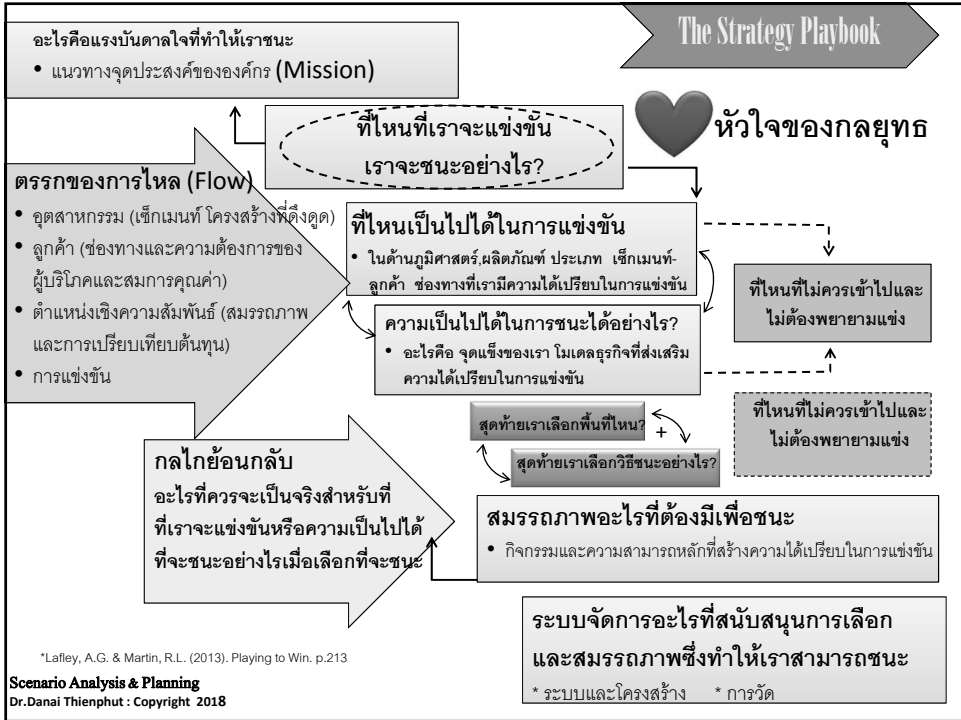 The Strategy Playbook
อะไรคือแรงบันดาลใจที่ทำให้เราชนะ
• แนวทางจุดประสงค์ขององค์กร (Mission)
ที่ไหนที่เราจะแข่งขัน
เราจะชนะอย่างไร?
หัวใจของกลยุทธ
ตรรกของการไหล (Flow)
• อุตสาหกรรม (เซ็กเมนท์ โครงสร้างที่ดึงดูด)
• ลูกค้า (ช่องทางและความต้องการของ
ผู้บริโภคและสมการคุณค่า)
• ตำแหน่งเชิงความสัมพันธ์ (สมรรถภาพ
และการเปรียบเทียบต้นทุน)
• การแข่งขัน
ที่ไหนเป็นไปได้ในการแข่งขัน
• ในด้านภูมิศาสตร์,ผลิตภัณฑ์ ประเภท เซ็กเมนท์-
ลูกค้า ช่องทางที่เรามีความได้เปรียบในการแข่งขัน
ความเป็นไปได้ในการชนะได้อย่างไร?
• อะไรคือ จุดแข็งของเรา โมเดลธุรกิจที่ส่งเสริม
ความได้เปรียบในการแข่งขัน
ที่ไหนที่ไม่ควรเข้าไปและ
ไม่ต้องพยายามแข่ง
ที่ไหนที่ไม่ควรเข้าไปและ
ไม่ต้องพยายามแข่ง
สุดท้ายเราเลือกพื้นที่ไหน?
+
สุดท้ายเราเลือกวิธีชนะอย่างไร?
กลไกย้อนกลับ
อะไรที่ควรจะเป็นจริงสำหรับที่
ที่เราจะแข่งขันหรือความเป็นไปได้
ที่จะชนะอย่างไรเมื่อเลือกที่จะชนะ
สมรรถภาพอะไรที่ต้องมีเพื่อชนะ
• กิจกรรมและความสามารถหลักที่สร้างความได้เปรียบในการแข่งขัน
ระบบจัดการอะไรที่สนับสนุนการเลือก
และสมรรถภาพซึ่งทำให้เราสามารถชนะ
* ระบบและโครงสร้าง * การวัด
*Lafley, A.G. & Martin, R.L. (2013). Playing to Win. p.213
Scenario Analysis & Planning
Dr.Danai Thienphut : Copyright 2018